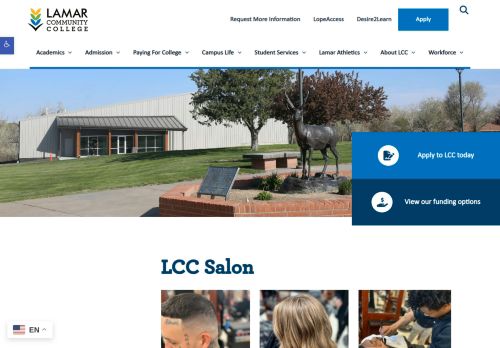 LAMAR
COMMUNITY
COLLEGE
Request More Information
LopeAccess
Desire2Learn
Apply
Academics
Admission
Paying For College
Campus Life
Student Services
Lamar Athletics
About LCC
Workforce
Apply to LCC today
View our funding options
LCC Salon
EN